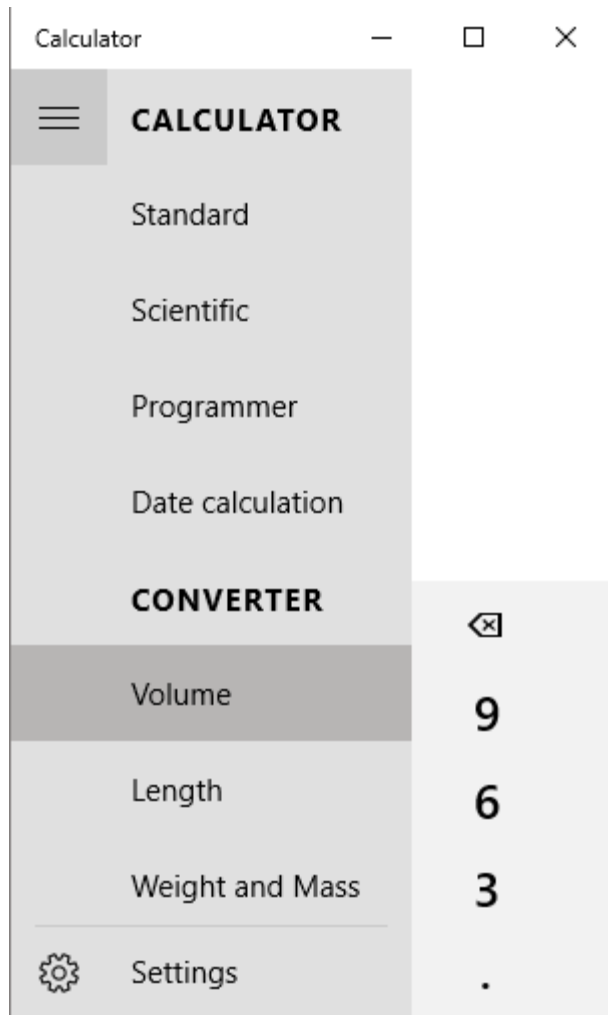 Calculator
CALCULATOR
Standard
Scientific
Programmer
Date calculation
CONVERTER
Volume
9
Length
6
Weight and Mass
3
Settings
.